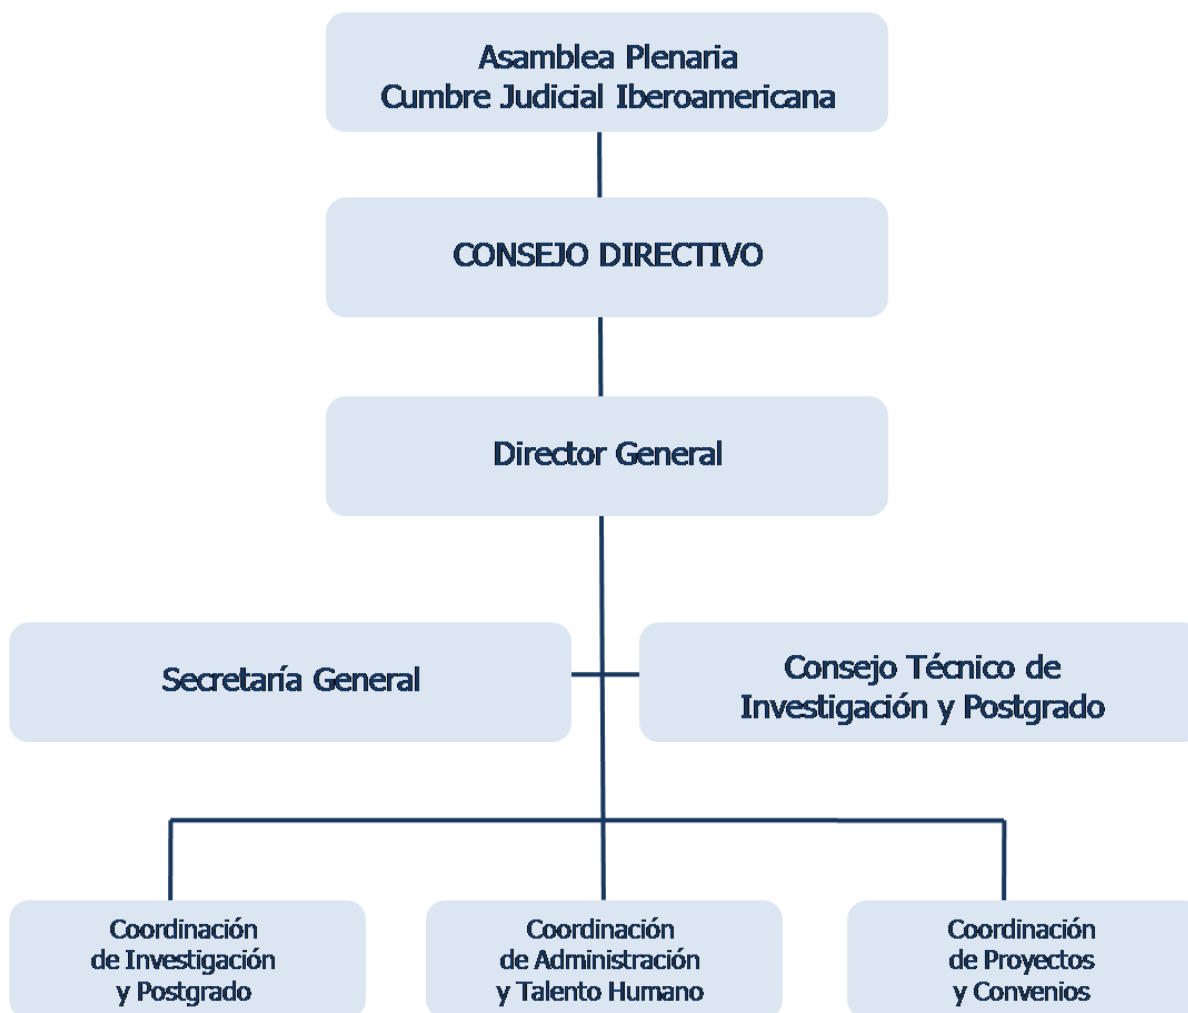 Asamblea Plenaria
Cumbre Judicial Iberoamericana
CONSEJO DIRECTIVO
Director General
Secretaría General
Consejo Técnico de
Investigación y Postgrado
Coordinación
de Investigación
y Postgrado
Coordinación
de Administración
y Talento Humano
Coordinación
de Proyectos
y Convenios